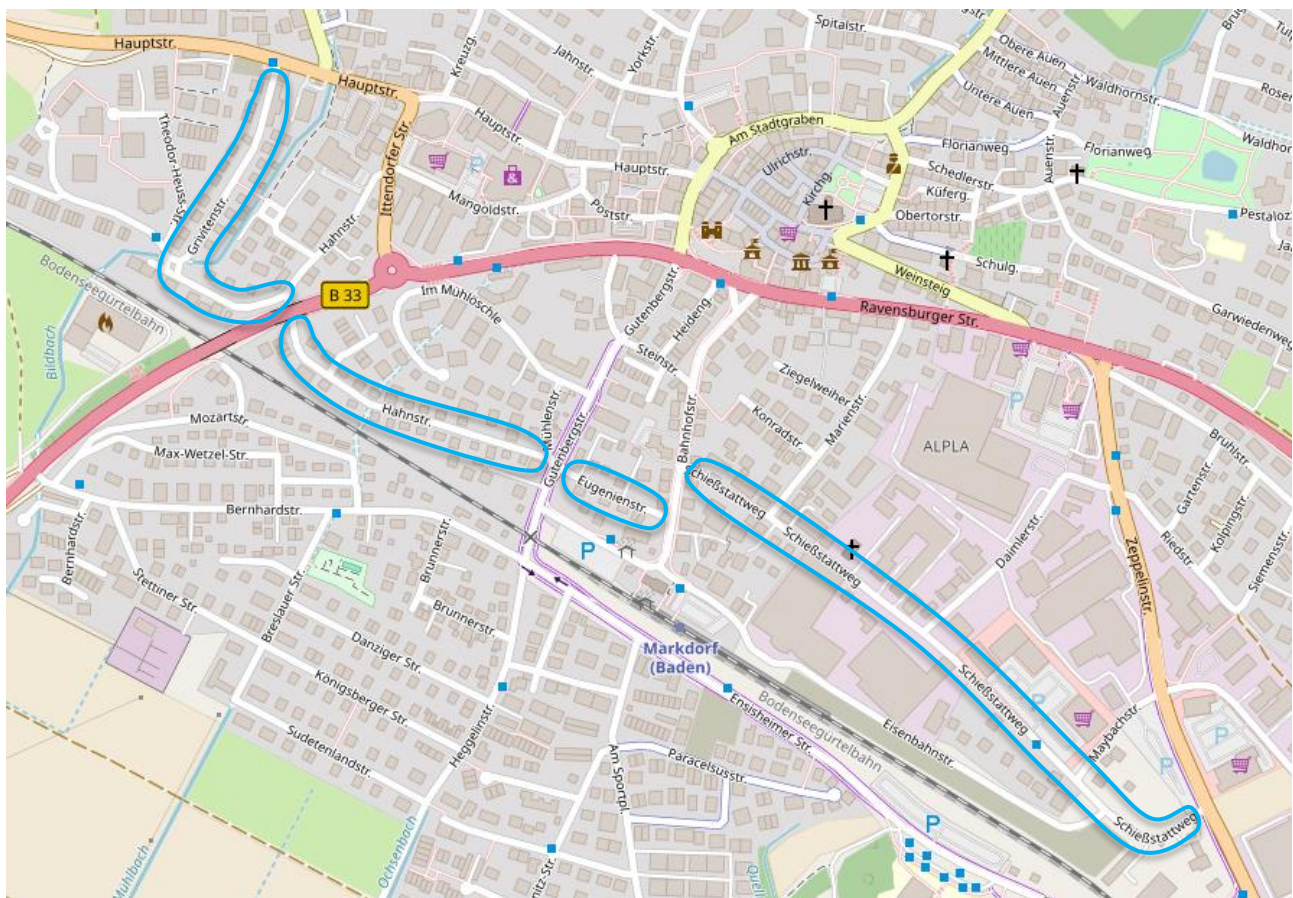 Hauptstr.
Spitalstr.
Jahnstr.
Yorkstr.
Kreuzg.
Obere Auen
Mittlere Auen
Waldhornstr.
Untere Auen
Auenstr.
Hauptstr.
Hauptstr.
Am Stadtgraben
Florianweg
Florianweg
Theodor-Heuss-Str.
Ittendorfer Str.
Hauptstr.
Ulrichstr.
Kirchg.
Schedlerstr.
Küferg.
Auenstr.
Mangoldstr.
Poststr.
Obertorstr.
Grivitenstr.
Hahnstr.
Schulg.
Bodenseegürtelbahn
B 33
Im Mühlöschle
Gutenbergstr.
Heideng.
Weinsteig
Ravensburger Str.
Garwiedenweg
Bildbach
Steinstr.
Ziegelweiher
Marienstr.
Konradstr.
Mozartstr.
Hahnstr.
Mühlenstr.
Gutenbergstr.
Bahnhofstr.
ALPLA
P
Bruhlstr.
Max-Wetzel-Str.
Eugenienstr.
Schießstattweg
Gartenstr.
Kolpingstr.
Bernhardstr.
Schießstattweg
Daimlerstr.
Zeppelinstr.
Riedstr.
Siemensstr.
P
Bernhardstr.
Stettiner Str.
Breslauer Str.
Brunnerstr.
Brunnerstr.
Danziger Str.
Markdorf
(Baden)
Königsberger Str.
Schießstattweg
P
Sudetenlandstr.
Heggelinstr.
Ensisheimer Str.
Bodenseegürtelbahn
Eisenbahnstr.
Maybachstr.
P
P
Am Sportpl.
Paracelsusstr.
Schießstattweg
P
Mühlbach
Ochsenbach